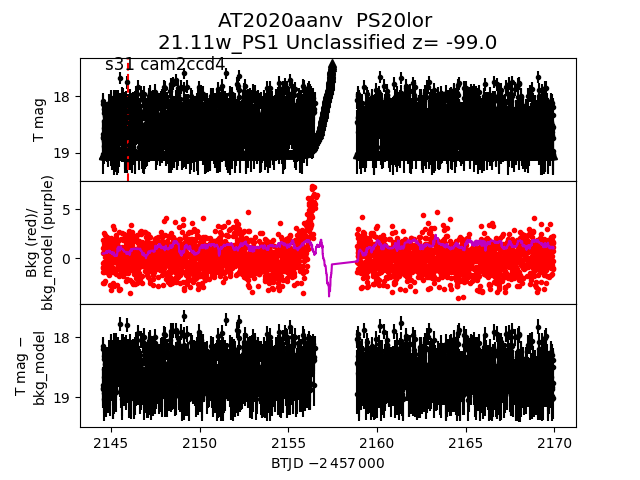 AT2020aanv PS20lor
21.11w_PS1 Unclassified z= -99.0
s31 cam2ccd4
T mag
18
19
Bkg (red)/
bkg_model (purple)
5
0
T mag −
bkg_model
18
19
2145 2150 2155 2160 2165 2170
BTJD −2 457 000